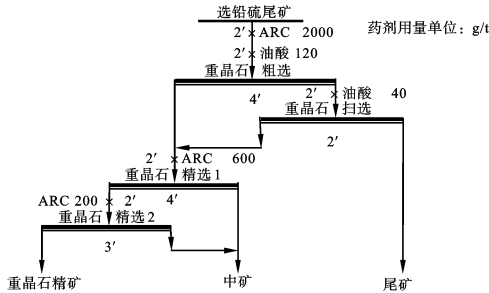 选铅硫尾矿
药剂用量单位: g/t
2′ × ARC 2000
2′ × 油酸 120
重晶石 粗选
4′
2′ × 油酸 40
重晶石 扫选
2′
2′ × ARC 600
重晶石 精选1
4′
ARC 200 × 2′
重晶石 精选2
3′
重晶石精矿 中矿 尾矿